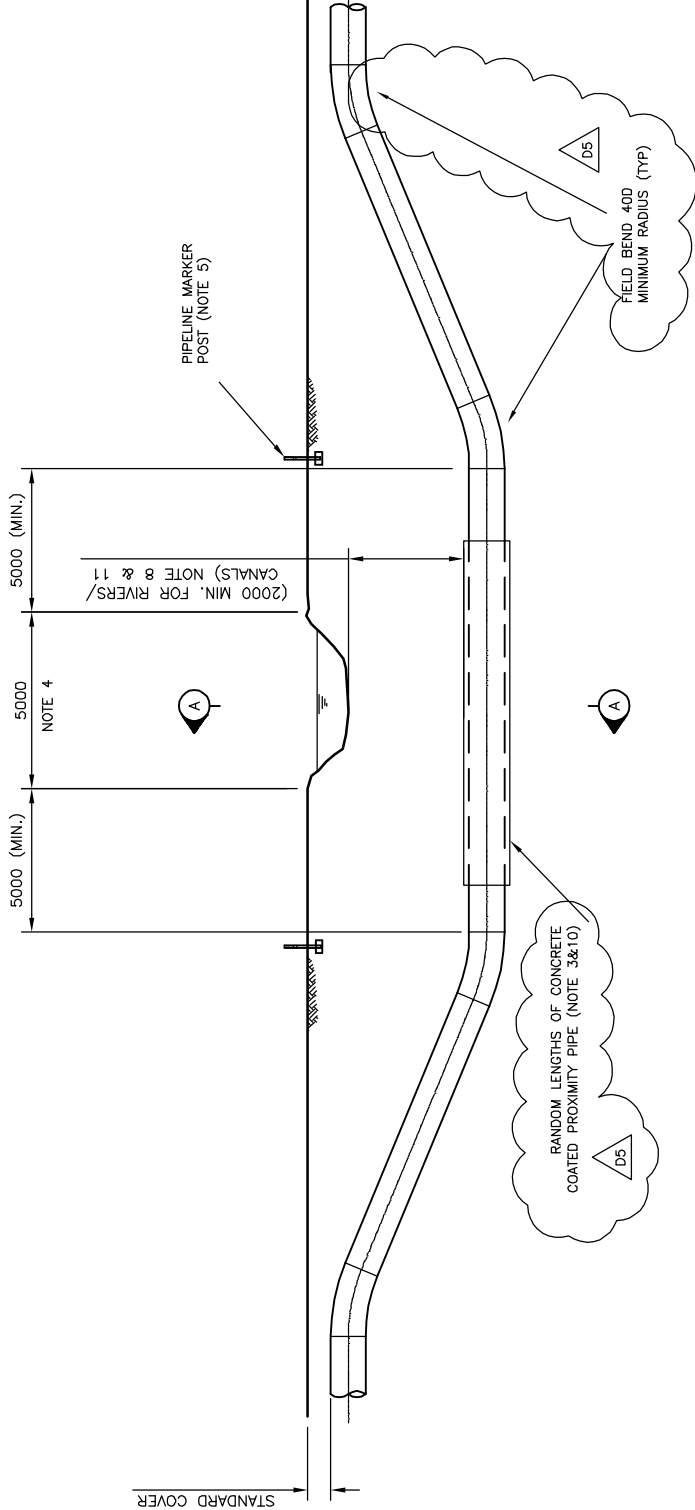 5000 (MIN.)
5000
NOTE 4
5000 (MIN.)
PIPELINE MARKER
POST (NOTE 5)
(2000 MIN. FOR RIVERS/
CANALS) NOTE 8 & 11
A
A
STANDARD COVER
RANDOM LENGTHS OF CONCRETE
COATED PROXIMITY PIPE (NOTE 3&10)
D5
FIELD BEND 40D
MINIMUM RADIUS (TYP)
D5